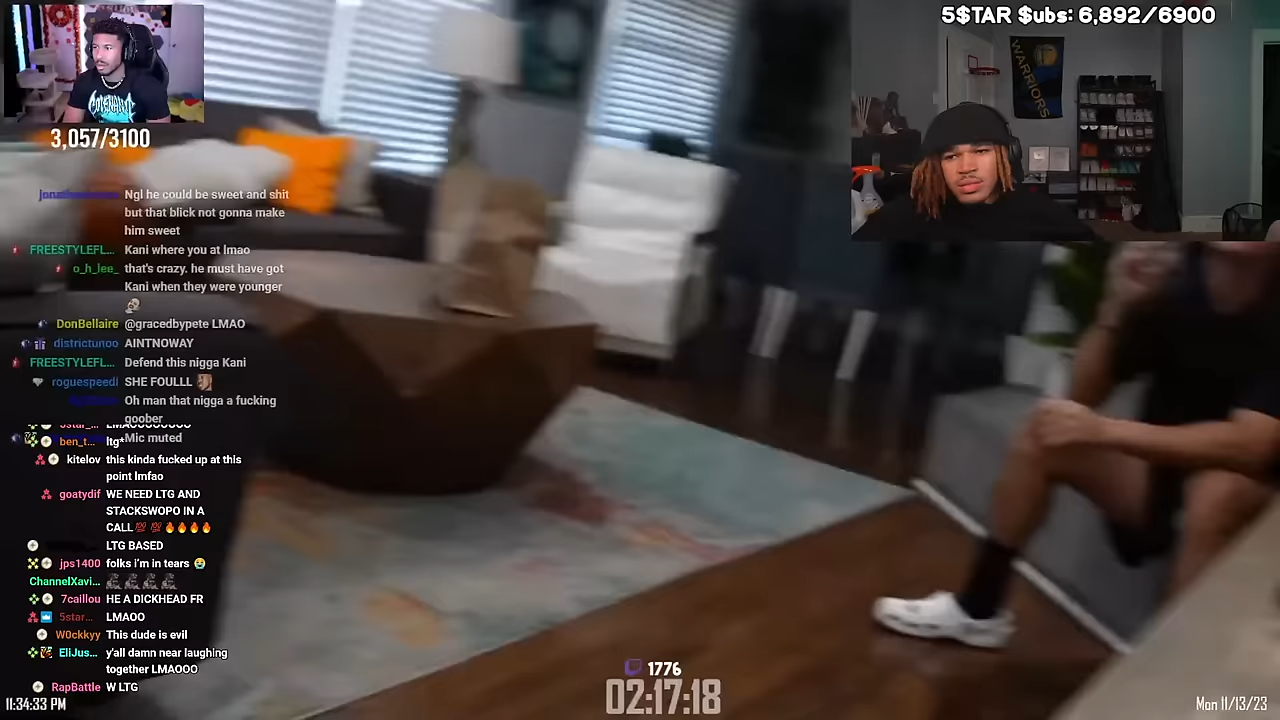 5$TAR $ubs: 6,892/6900
WARRIORS
3,057/3100
Ngl he could be sweet and shit
but that blick not gonna make
him sweet
FREESTYLEFL... Kani where you at lmao
o_h_lee_ that's crazy. he must have got
Kani when they were younger
DonBellaire @gracedbypete LMAO
districtunoo AINTNOWAY
FREESTYLEFL... Defend this nigga Kani
roguespeedi SHE FOULLL
Oh man that nigga a fucking
goober
Mic muted
ben_t... ltg*
kitelov this kinda fucked up at this
point lmfao
goatydif WE NEED LTG AND
STACKSWOPO IN A
CALL 💯 💯🔥🔥🔥🔥
LTG BASED
jps1400 folks i'm in tears 😭
ChannelXavi...
7caillou HE A DICKHEAD FR
5star... LMAOO
W0ckkyy This dude is evil
EliJus... y'all damn near laughing
together LMAOOO
RapBattle W LTG
11:34:33 PM
1776
02:17:18
Mon 11/13/23